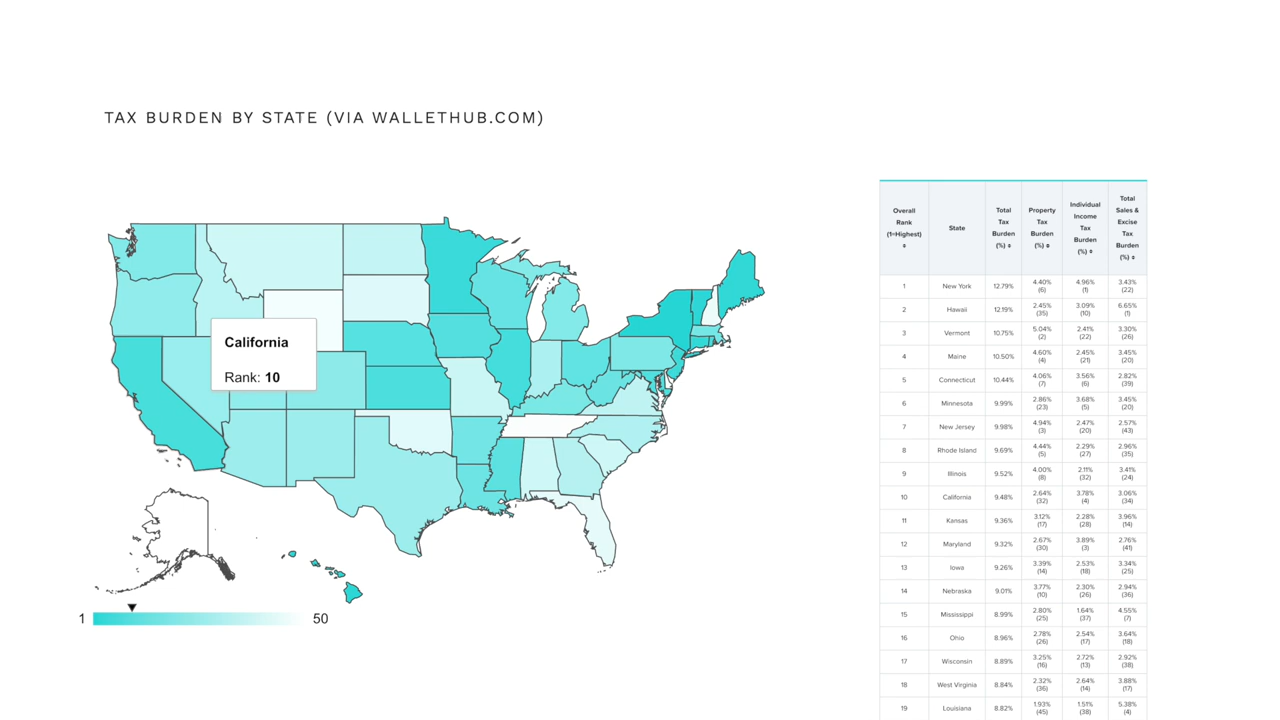 TAX BURDEN BY STATE (VIA WALLETHUB.COM)
California
Rank: 10
1
50
Overall Rank (1=Highest) State Total Tax Burden (%) Property Tax Burden (%) Individual Income Tax Burden (%) Total Sales & Excise Tax Burden (%)
1 New York 12.79% 4.40% (6) 4.96% (1) 3.43% (22)
2 Hawaii 12.19% 2.45% (35) 3.09% (10) 6.65% (1)
3 Vermont 10.75% 5.04% (2) 2.41% (22) 3.30% (26)
4 Maine 10.50% 4.60% (4) 2.45% (21) 3.45% (20)
5 Connecticut 10.44% 4.06% (7) 3.56% (6) 2.82% (39)
6 Minnesota 9.99% 2.86% (23) 3.68% (5) 3.45% (20)
7 New Jersey 9.98% 4.94% (3) 2.47% (20) 2.57% (43)
8 Rhode Island 9.69% 4.44% (5) 2.29% (27) 2.96% (35)
9 Illinois 9.52% 4.00% (8) 2.11% (32) 3.41% (24)
10 California 9.48% 2.64% (32) 3.78% (4) 3.06% (34)
11 Kansas 9.36% 3.12% (17) 2.28% (28) 3.96% (14)
12 Maryland 9.32% 2.67% (30) 3.89% (3) 2.76% (41)
13 Iowa 9.26% 3.39% (14) 2.53% (18) 3.34% (25)
14 Nebraska 9.01% 3.77% (10) 2.30% (26) 2.94% (36)
15 Mississippi 8.99% 2.80% (25) 1.64% (37) 4.55% (7)
16 Ohio 8.96% 2.78% (26) 2.54% (17) 3.64% (18)
17 Wisconsin 8.89% 3.25% (16) 2.72% (13) 2.92% (38)
18 West Virginia 8.84% 2.32% (36) 2.64% (14) 3.88% (17)
19 Louisiana 8.82% 1.93% (45) 1.51% (38) 5.38% (4)